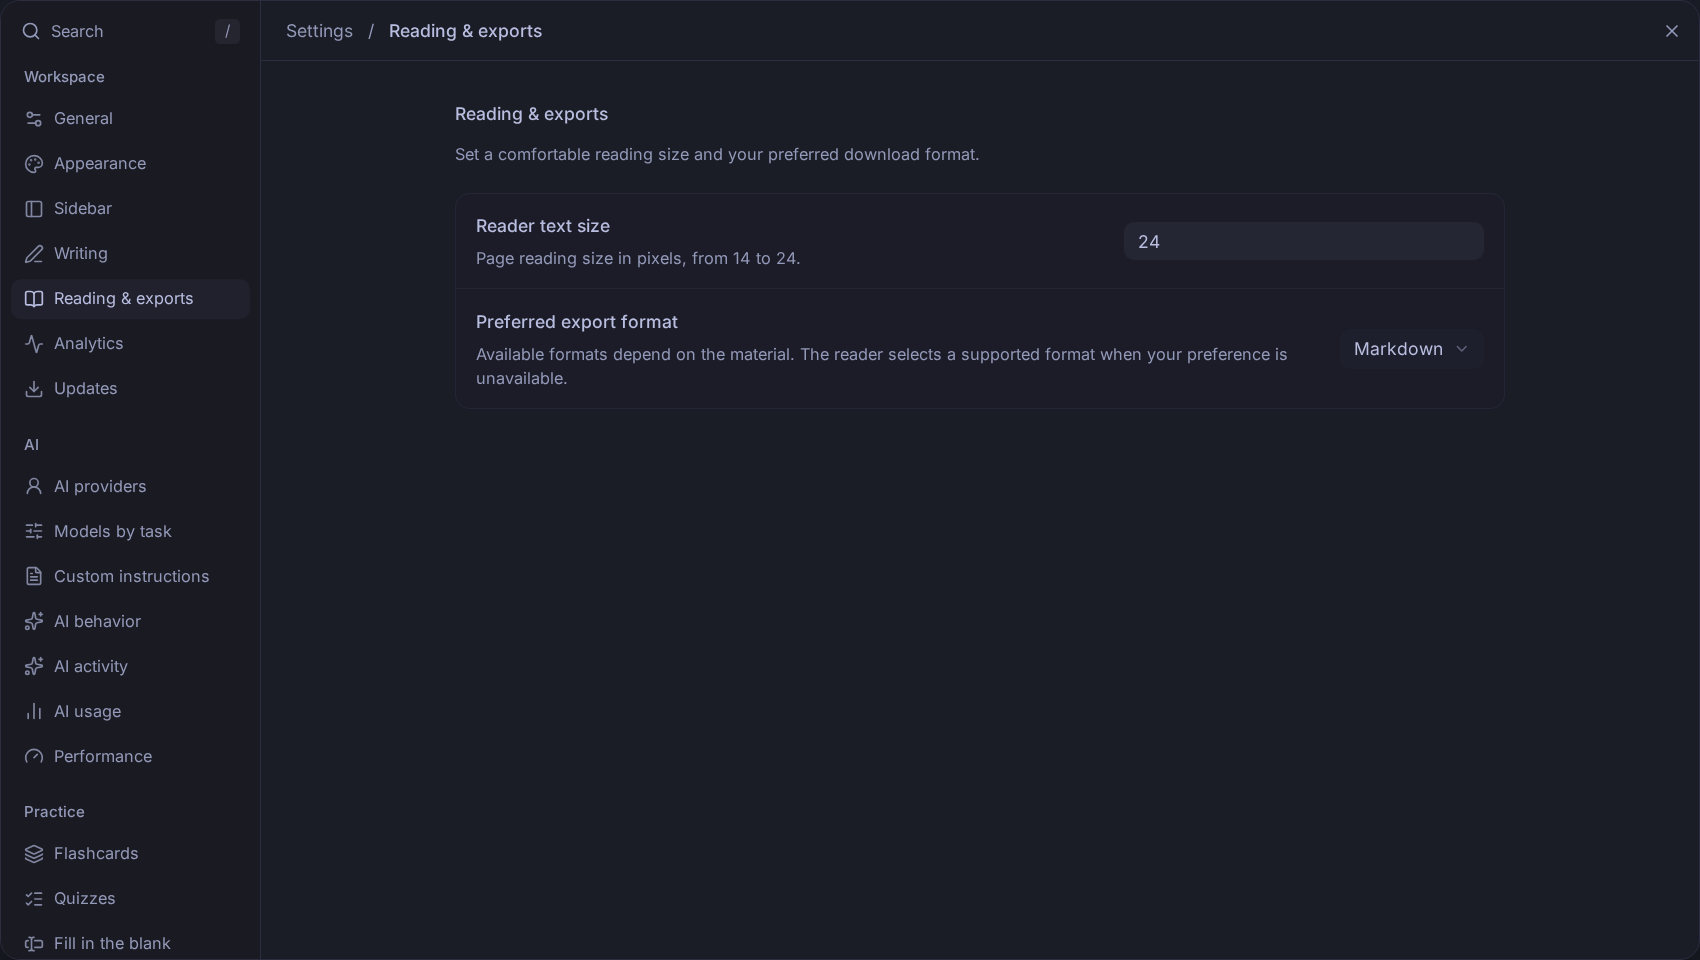 Search /
Workspace
General
Appearance
Sidebar
Writing
Reading & exports
Analytics
Updates
AI
AI providers
Models by task
Custom instructions
AI behavior
AI activity
AI usage
Performance
Practice
Flashcards
Quizzes
Fill in the blank
Settings / Reading & exports
Reading & exports
Set a comfortable reading size and your preferred download format.
Reader text size
Page reading size in pixels, from 14 to 24.
24
Preferred export format
Available formats depend on the material. The reader selects a supported format when your preference is
unavailable.
Markdown